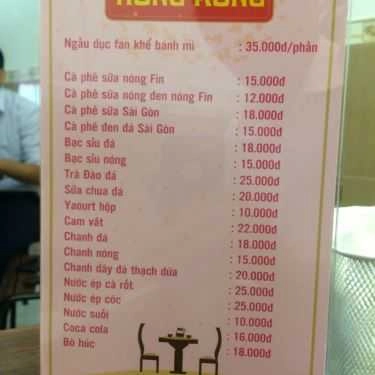 HONG KONG
Ngầu dục fan khể bánh mì : 35.000đ/phần
Cà phê sữa nóng Fin : 15.000đ
Cà phê sữa nóng đen nóng Fin : 12.000đ
Cà phê sữa Sài Gòn : 18.000đ
Cà phê đen đá Sài Gòn : 15.000đ
Bạc sỉu đá : 18.000đ
Bạc sỉu nóng : 15.000đ
Trà Đào đá : 25.000đ
Sữa chua đá : 20.000đ
Yaourt hộp : 10.000đ
Cam vắt : 22.000đ
Chanh đá : 18.000đ
Chanh nóng : 15.000đ
Chanh dây đá thạch dừa : 20.000đ
Nước ép cà rốt : 25.000đ
Nước ép cóc : 25.000đ
Nước suối : 10.000đ
Coca cola : 16.000đ
Bò húc : 18.000đ